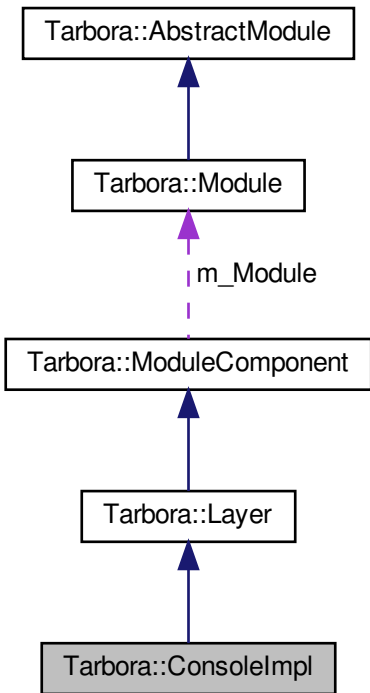 Tarbora::AbstractModule
Tarbora::Module
m_Module
Tarbora::ModuleComponent
Tarbora::Layer
Tarbora::ConsoleImpl